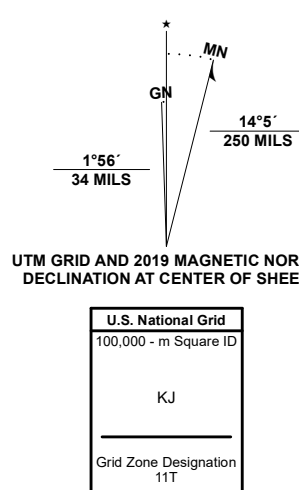 ★
MN
GN
14°5´
250 MILS
1°56´
34 MILS
UTM GRID AND 2019 MAGNETIC NOR
DECLINATION AT CENTER OF SHEE
U.S. National Grid
100,000 - m Square ID
KJ
Grid Zone Designation
11T